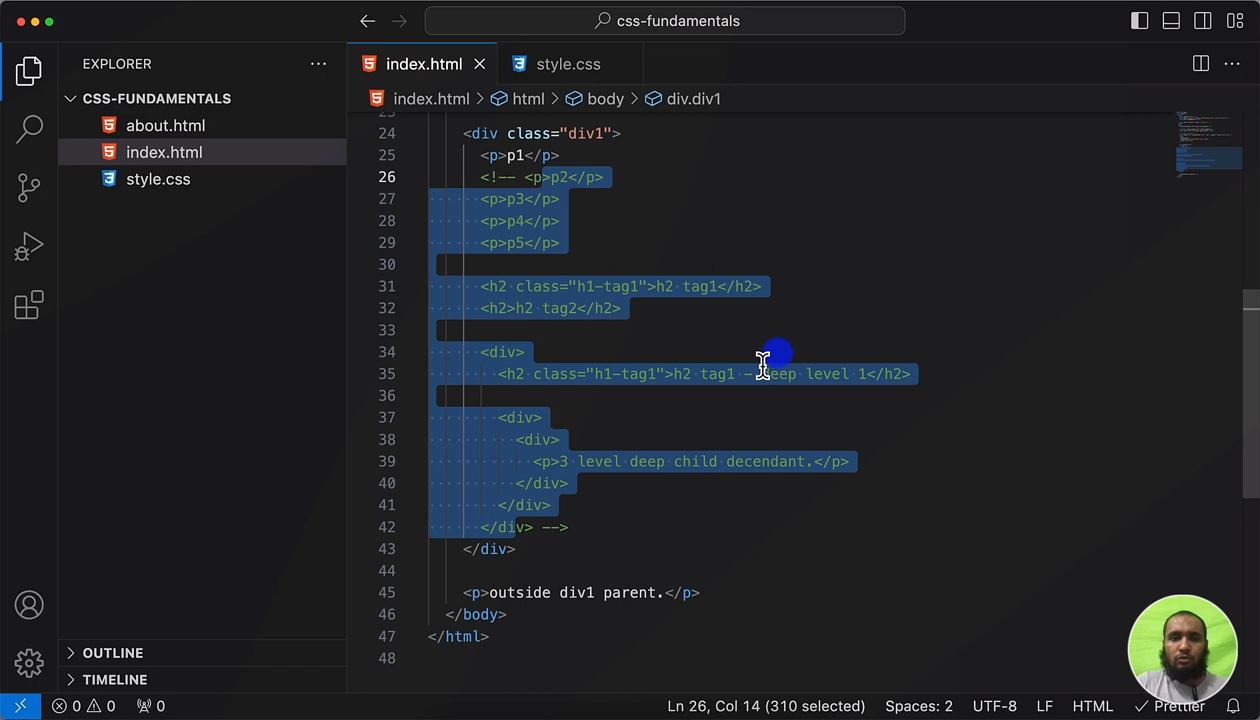 css-fundamentals
EXPLORER
CSS-FUNDAMENTALS
about.html
index.html
style.css
OUTLINE
TIMELINE
index.html
style.css
index.html > html > body > div.div1
24 <div class="div1">
25 <p>p1</p>
26 <!-- <p>p2</p>
27 <p>p3</p>
28 <p>p4</p>
29 <p>p5</p>
30
31 <h2 class="h1-tag1">h2 tag1</h2>
32 <h2>h2 tag2</h2>
33
34 <div>
35 <h2 class="h1-tag1">h2 tag1 - deep level 1</h2>
36
37 <div>
38 <div>
39 <p>3 level deep child decendant.</p>
40 </div>
41 </div>
42 </div> -->
43 </div>
44
45 <p>outside div1 parent.</p>
46 </body>
47 </html>
48
0 0 0 Ln 26, Col 14 (310 selected) Spaces: 2 UTF-8 LF HTML Prettier